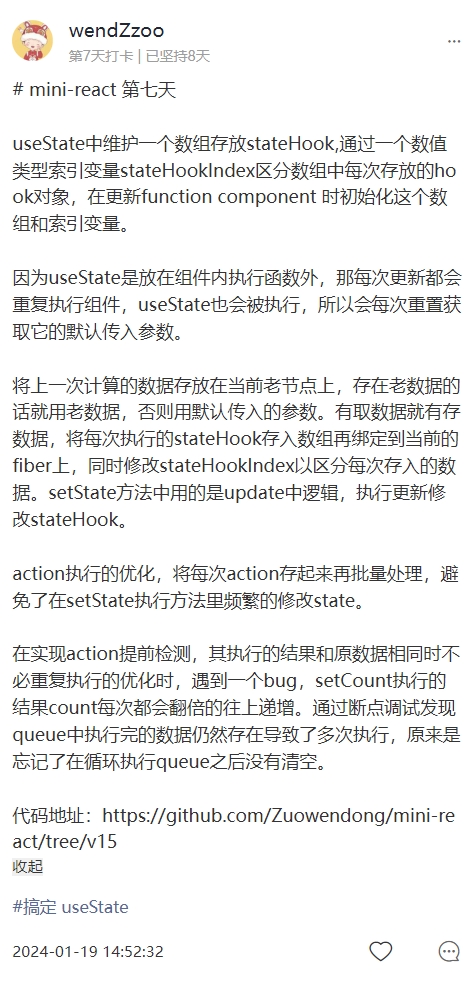 wendZzoo
第7天打卡 | 已坚持8天
# mini-react 第七天
useState中维护一个数组存放stateHook,通过一个数值
类型索引变量stateHookIndex区分数组中每次存放的ho
ok对象，在更新function component 时初始化这个数
组和索引变量。
因为useState是放在组件内执行函数外，那每次更新都会
重复执行组件，useState也会被执行，所以会每次重置获
取它的默认传入参数。
将上一次计算的数据存放在当前老节点上，存在老数据的
话就用老数据，否则用默认传入的参数。有取数据就有存
数据，将每次执行的stateHook存入数组再绑定到当前的
fiber上，同时修改stateHookIndex以区分每次存入的数
据。setState方法中用的是update中逻辑，执行更新修
改stateHook。
action执行的优化，将每次action存起来再批量处理，避
免了在setState执行方法里频繁的修改state。
在实现action提前检测，其执行的结果和原数据相同时不
必重复执行的优化时，遇到一个bug，setCount执行的
结果count每次都会翻倍的往上递增。通过断点调试发现
queue中执行完的数据仍然存在导致了多次执行，原来是
忘记了在循环执行queue之后没有清空。
代码地址：https://github.com/Zuowendong/mini-re
act/tree/v15
收起
#搞定 useState
2024-01-19 14:52:32